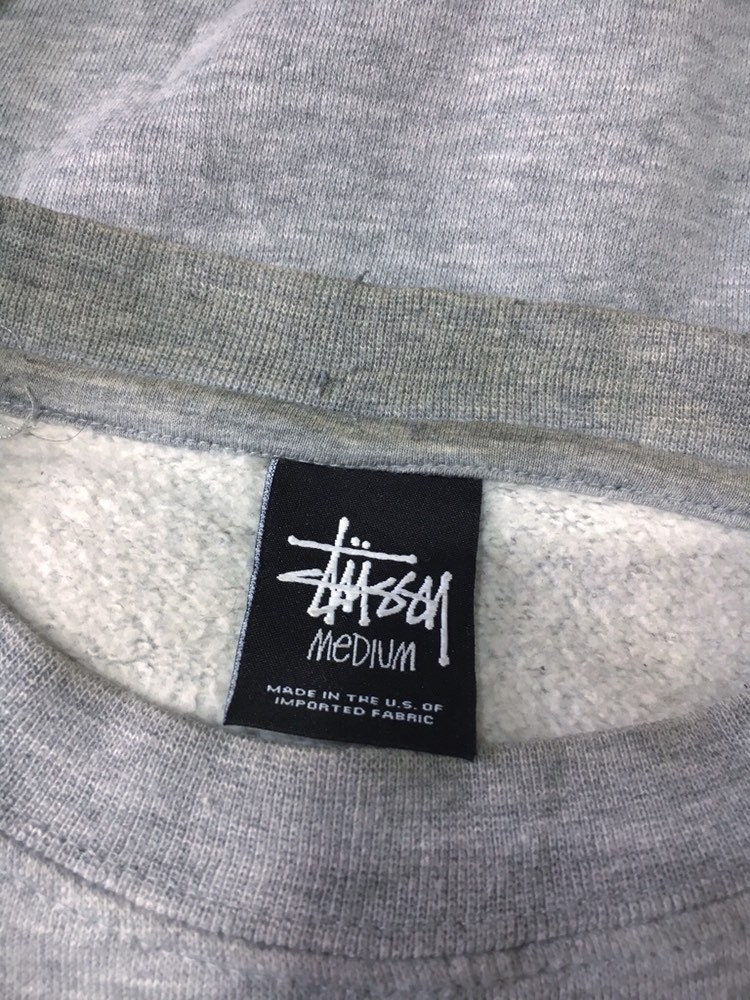 Stüssy
MEDIUM
MADE IN THE U.S. OF
IMPORTED FABRIC